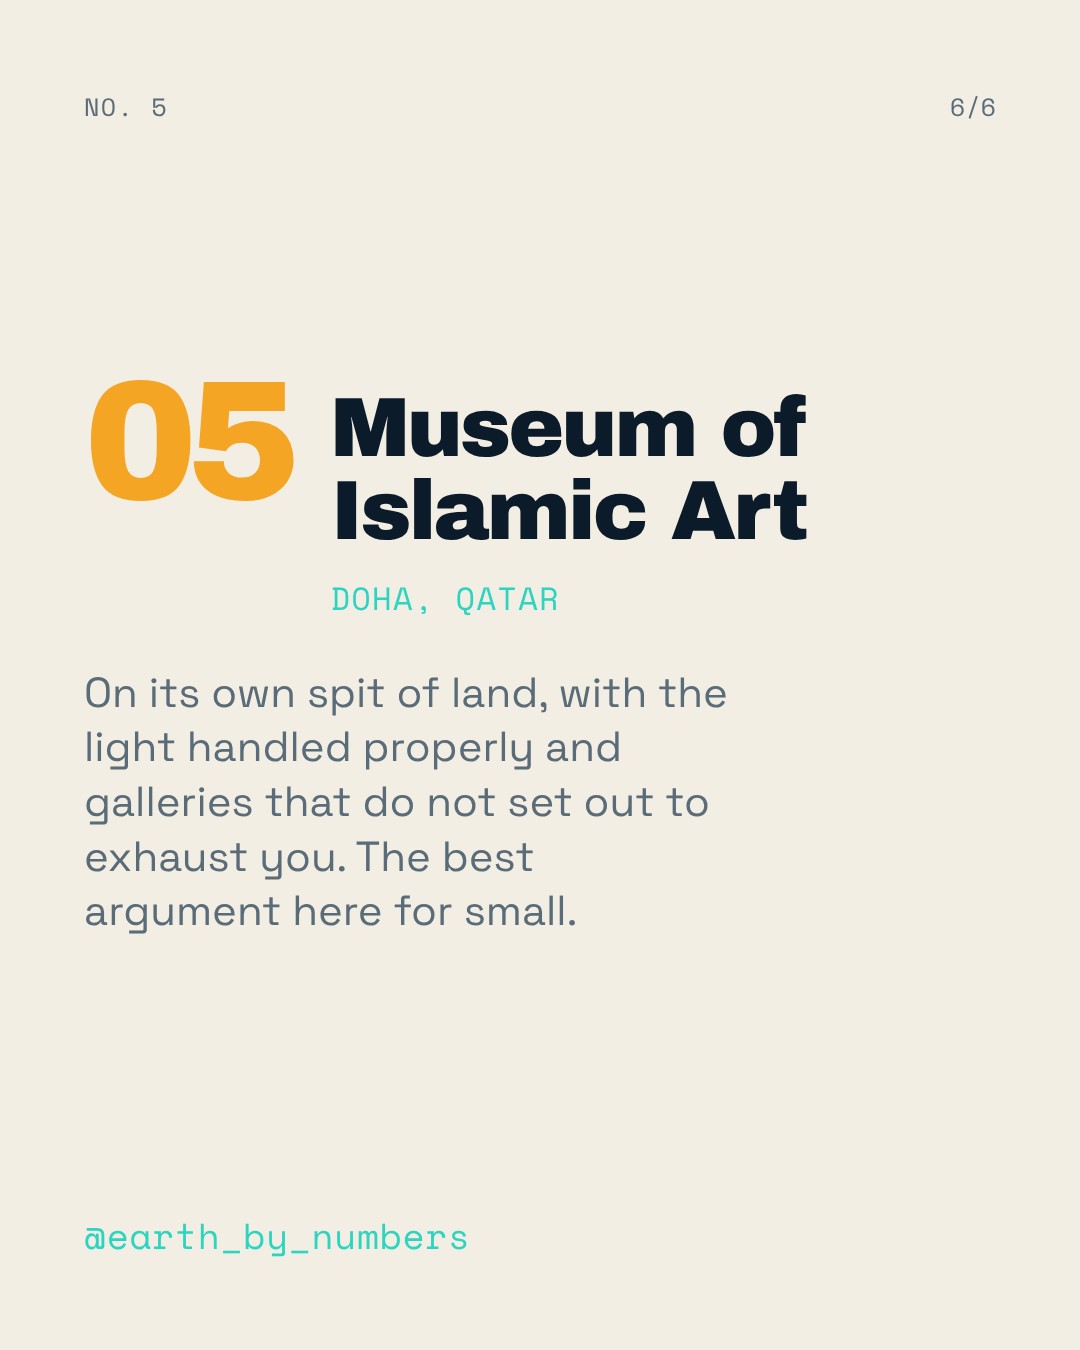 NO. 5
6/6
05
Museum of
Islamic Art
DOHA, QATAR
On its own spit of land, with the
light handled properly and
galleries that do not set out to
exhaust you. The best
argument here for small.
@earth_by_numbers